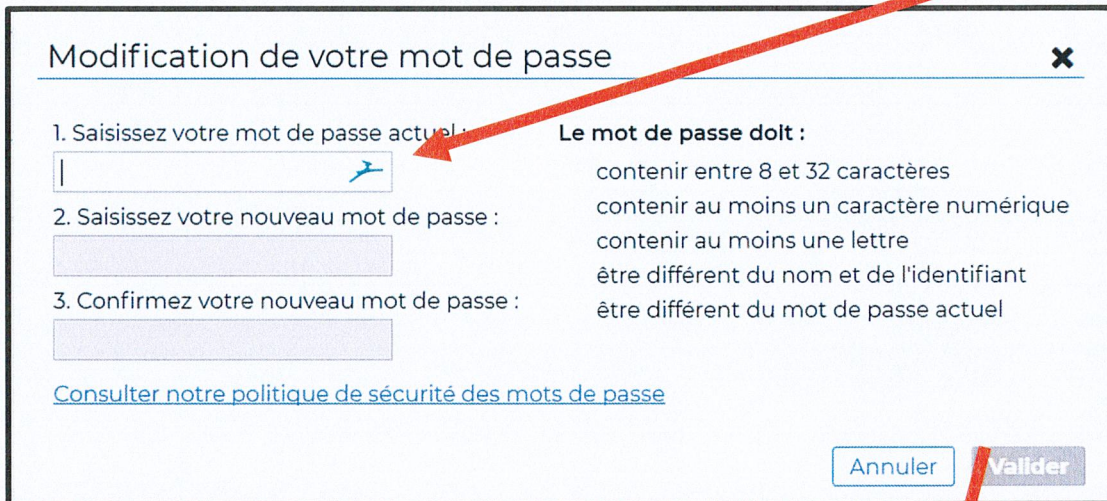 Modification de votre mot de passe
1. Saisissez votre mot de passe actuel :
2. Saisissez votre nouveau mot de passe :
3. Confirmez votre nouveau mot de passe :
Le mot de passe doit :
contenir entre 8 et 32 caractères
contenir au moins un caractère numérique
contenir au moins une lettre
être différent du nom et de l'identifiant
être différent du mot de passe actuel
Consulter notre politique de sécurité des mots de passe
Annuler
Valider